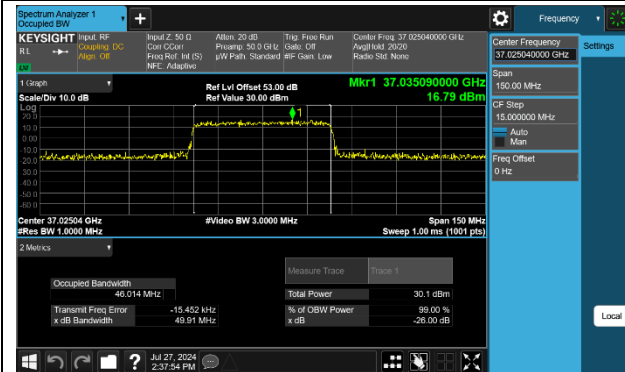 Spectrum Analyzer 1
Occupied BW
+
Frequency
KEYSIGHT
RL
Input: RF
Coupling: DC
Align: Off
Input Z: 50 Ω
Corr CCorr
Freq Ref: Int (S)
NFE: Adaptive
Atten: 20 dB
Preamp: 50.0 GHz
µW Path: Standard
Trig: Free Run
Gate: Off
#IF Gain: Low
Center Freq: 37.025040000 GHz
Avg|Hold: 20/20
Radio Std: None
Center Frequency
37.025040000 GHz
Settings
Span
150.00 MHz
CF Step
15.000000 MHz
Auto
Man
Freq Offset
0 Hz
1 Graph
Scale/Div 10.0 dB
Ref Lvl Offset 53.00 dB
Ref Value 30.00 dBm
Mkr1 37.035090000 GHz
16.79 dBm
Log
20.0
10.0
0.00
-10.0
-20.0
-30.0
-40.0
-50.0
-60.0
1
Center 37.02504 GHz
#Res BW 1.0000 MHz
#Video BW 3.0000 MHz
Span 150 MHz
Sweep 1.00 ms (1001 pts)
2 Metrics
Measure Trace
Trace 1
Occupied Bandwidth
46.014 MHz
Total Power
30.1 dBm
Transmit Freq Error
-15.452 kHz
% of OBW Power
99.00 %
x dB Bandwidth
49.91 MHz
x dB
-26.00 dB
Local
?
Jul 27, 2024
2:37:54 PM